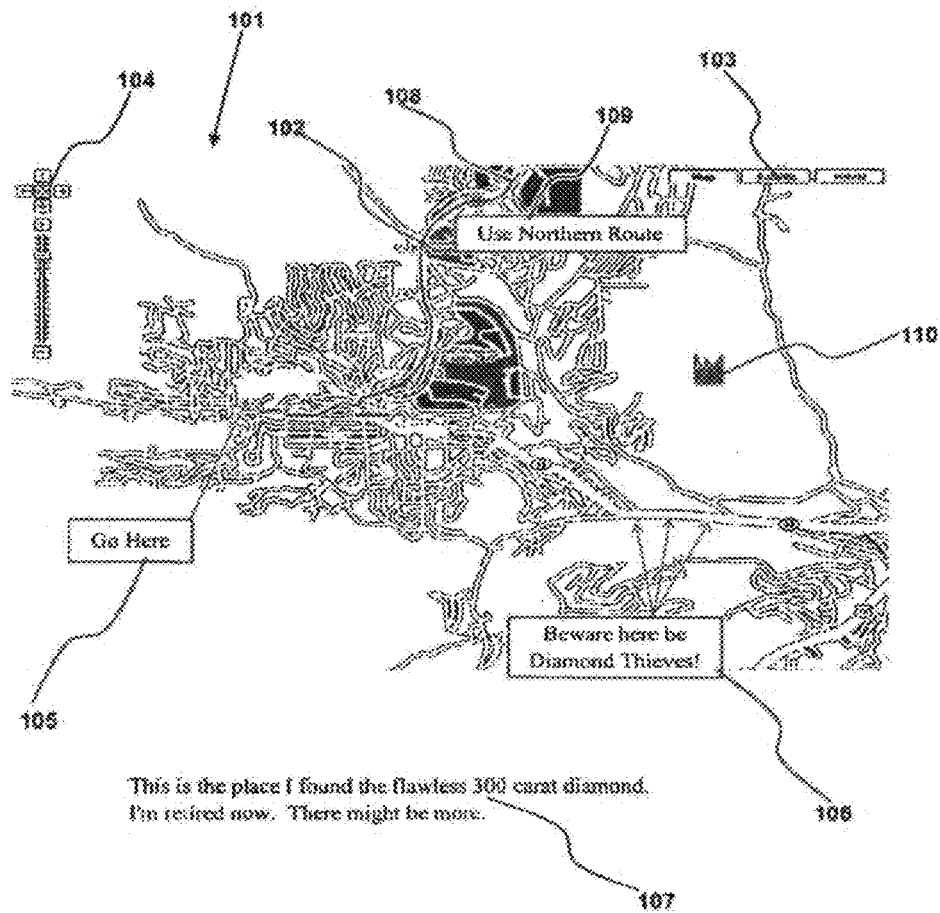 101
104
103
108
109
102
Use Northern Route
110
Go Here
Beware here be
Diamond Thieves!
105
This is the place I found the flawless 300 carat diamond.
I'm retired now. There might be more.
106
107